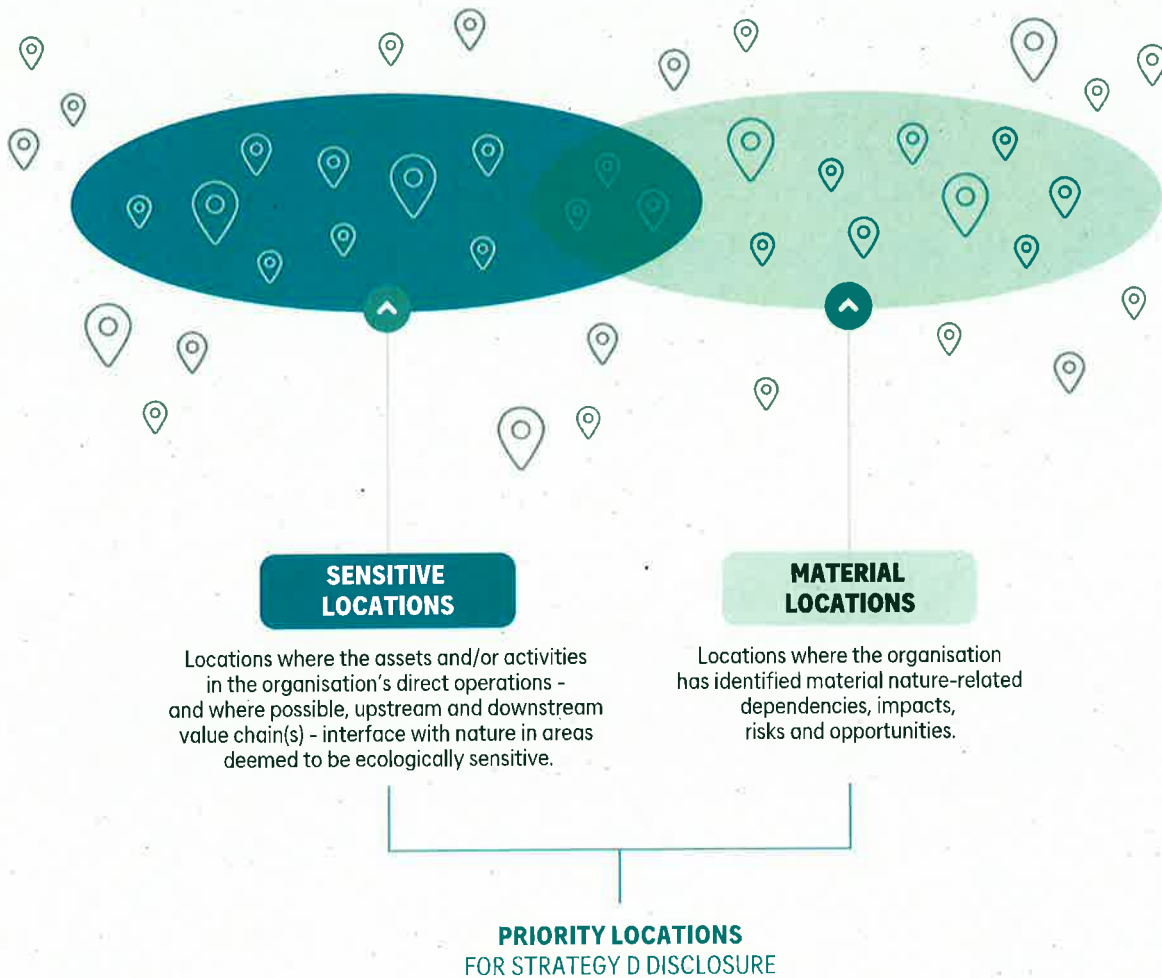 SENSITIVE
LOCATIONS
Locations where the assets and/or activities
in the organisation's direct operations -
and where possible, upstream and downstream
value chain(s) - interface with nature in areas
deemed to be ecologically sensitive.
MATERIAL
LOCATIONS
Locations where the organisation
has identified material nature-related
dependencies, impacts,
risks and opportunities.
PRIORITY LOCATIONS
FOR STRATEGY D DISCLOSURE